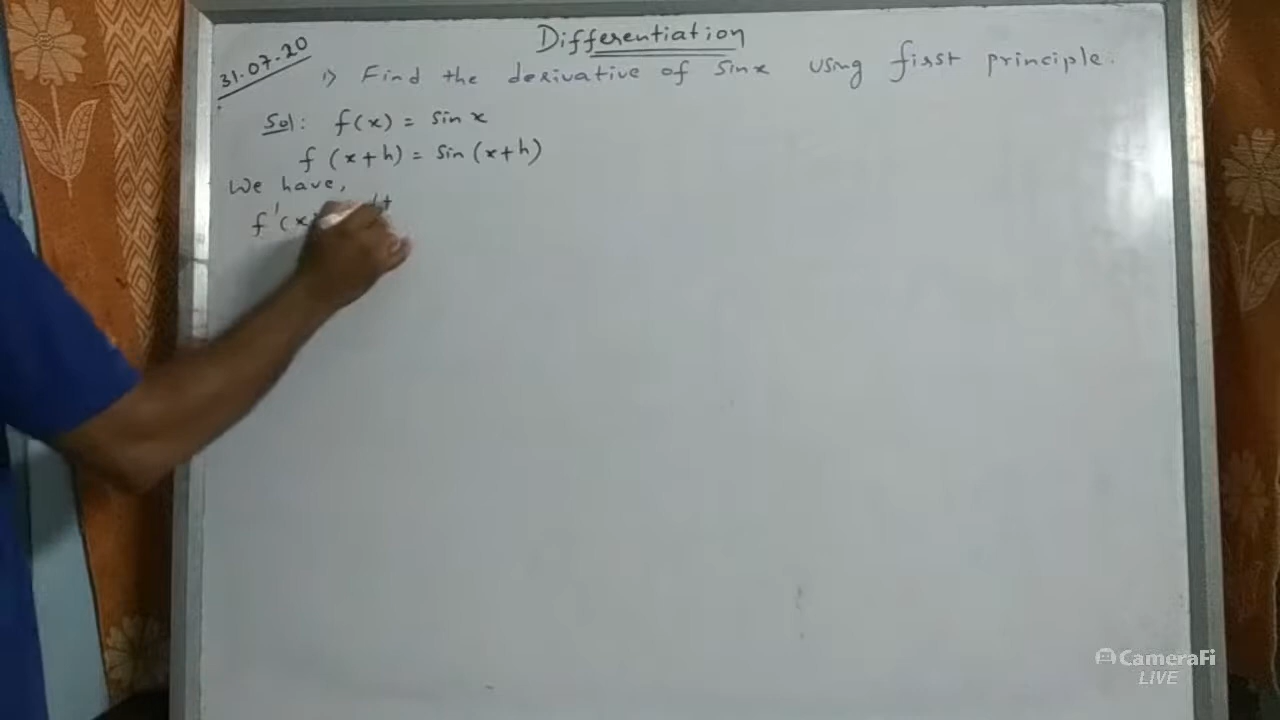 Differentiation
31.07.20
1) Find the derivative of Sinx using first principle.
Sol: f(x) = Sin x
f (x+h) = Sin (x+h)
We have,
f'(x) lt
CameraFi
LIVE